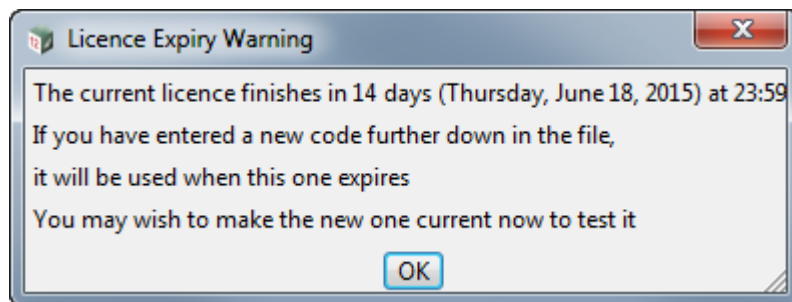 Licence Expiry Warning
The current licence finishes in 14 days (Thursday, June 18, 2015) at 23:59
If you have entered a new code further down in the file,
it will be used when this one expires
You may wish to make the new one current now to test it
OK